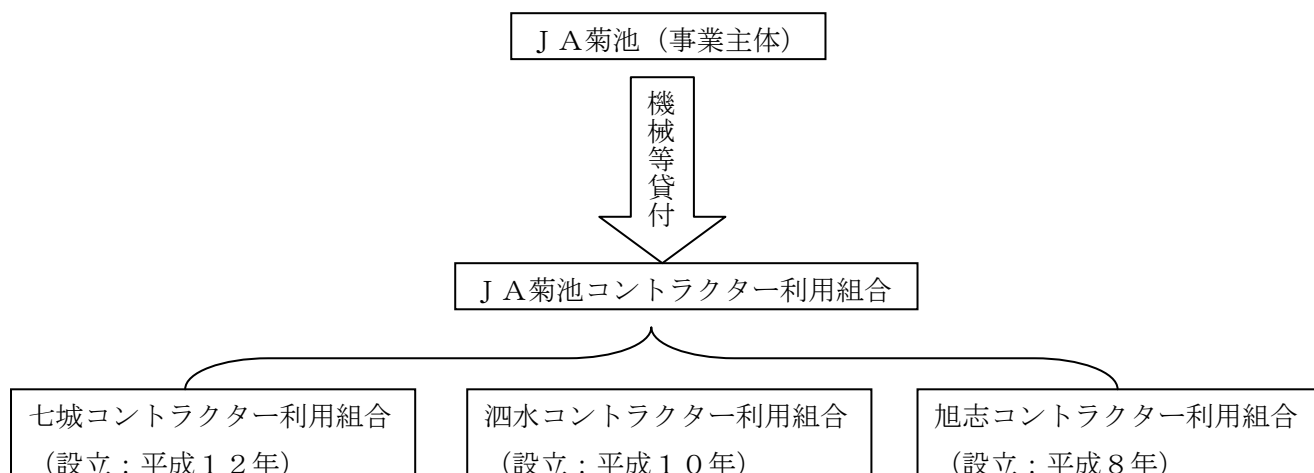 ＪＡ菊池（事業主体）
機械等貸付
ＪＡ菊池コントラクター利用組合
七城コントラクター利用組合
（設立：平成１２年）
泗水コントラクター利用組合
（設立：平成１０年）
旭志コントラクター利用組合
（設立：平成８年）